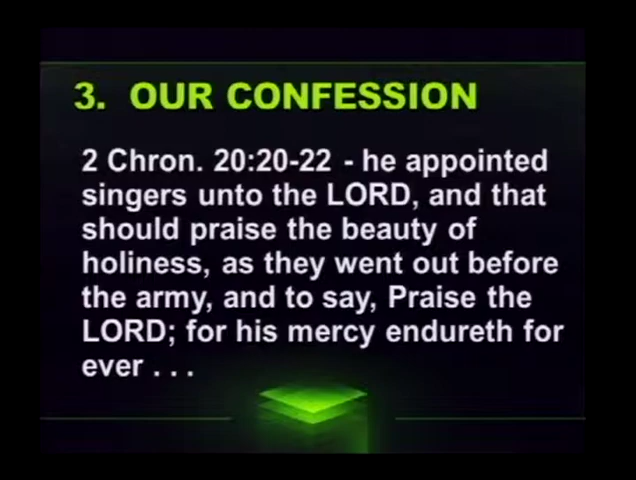 3. OUR CONFESSION
2 Chron. 20:20-22 - he appointed
singers unto the LORD, and that
should praise the beauty of
holiness, as they went out before
the army, and to say, Praise the
LORD; for his mercy endureth for
ever . . .